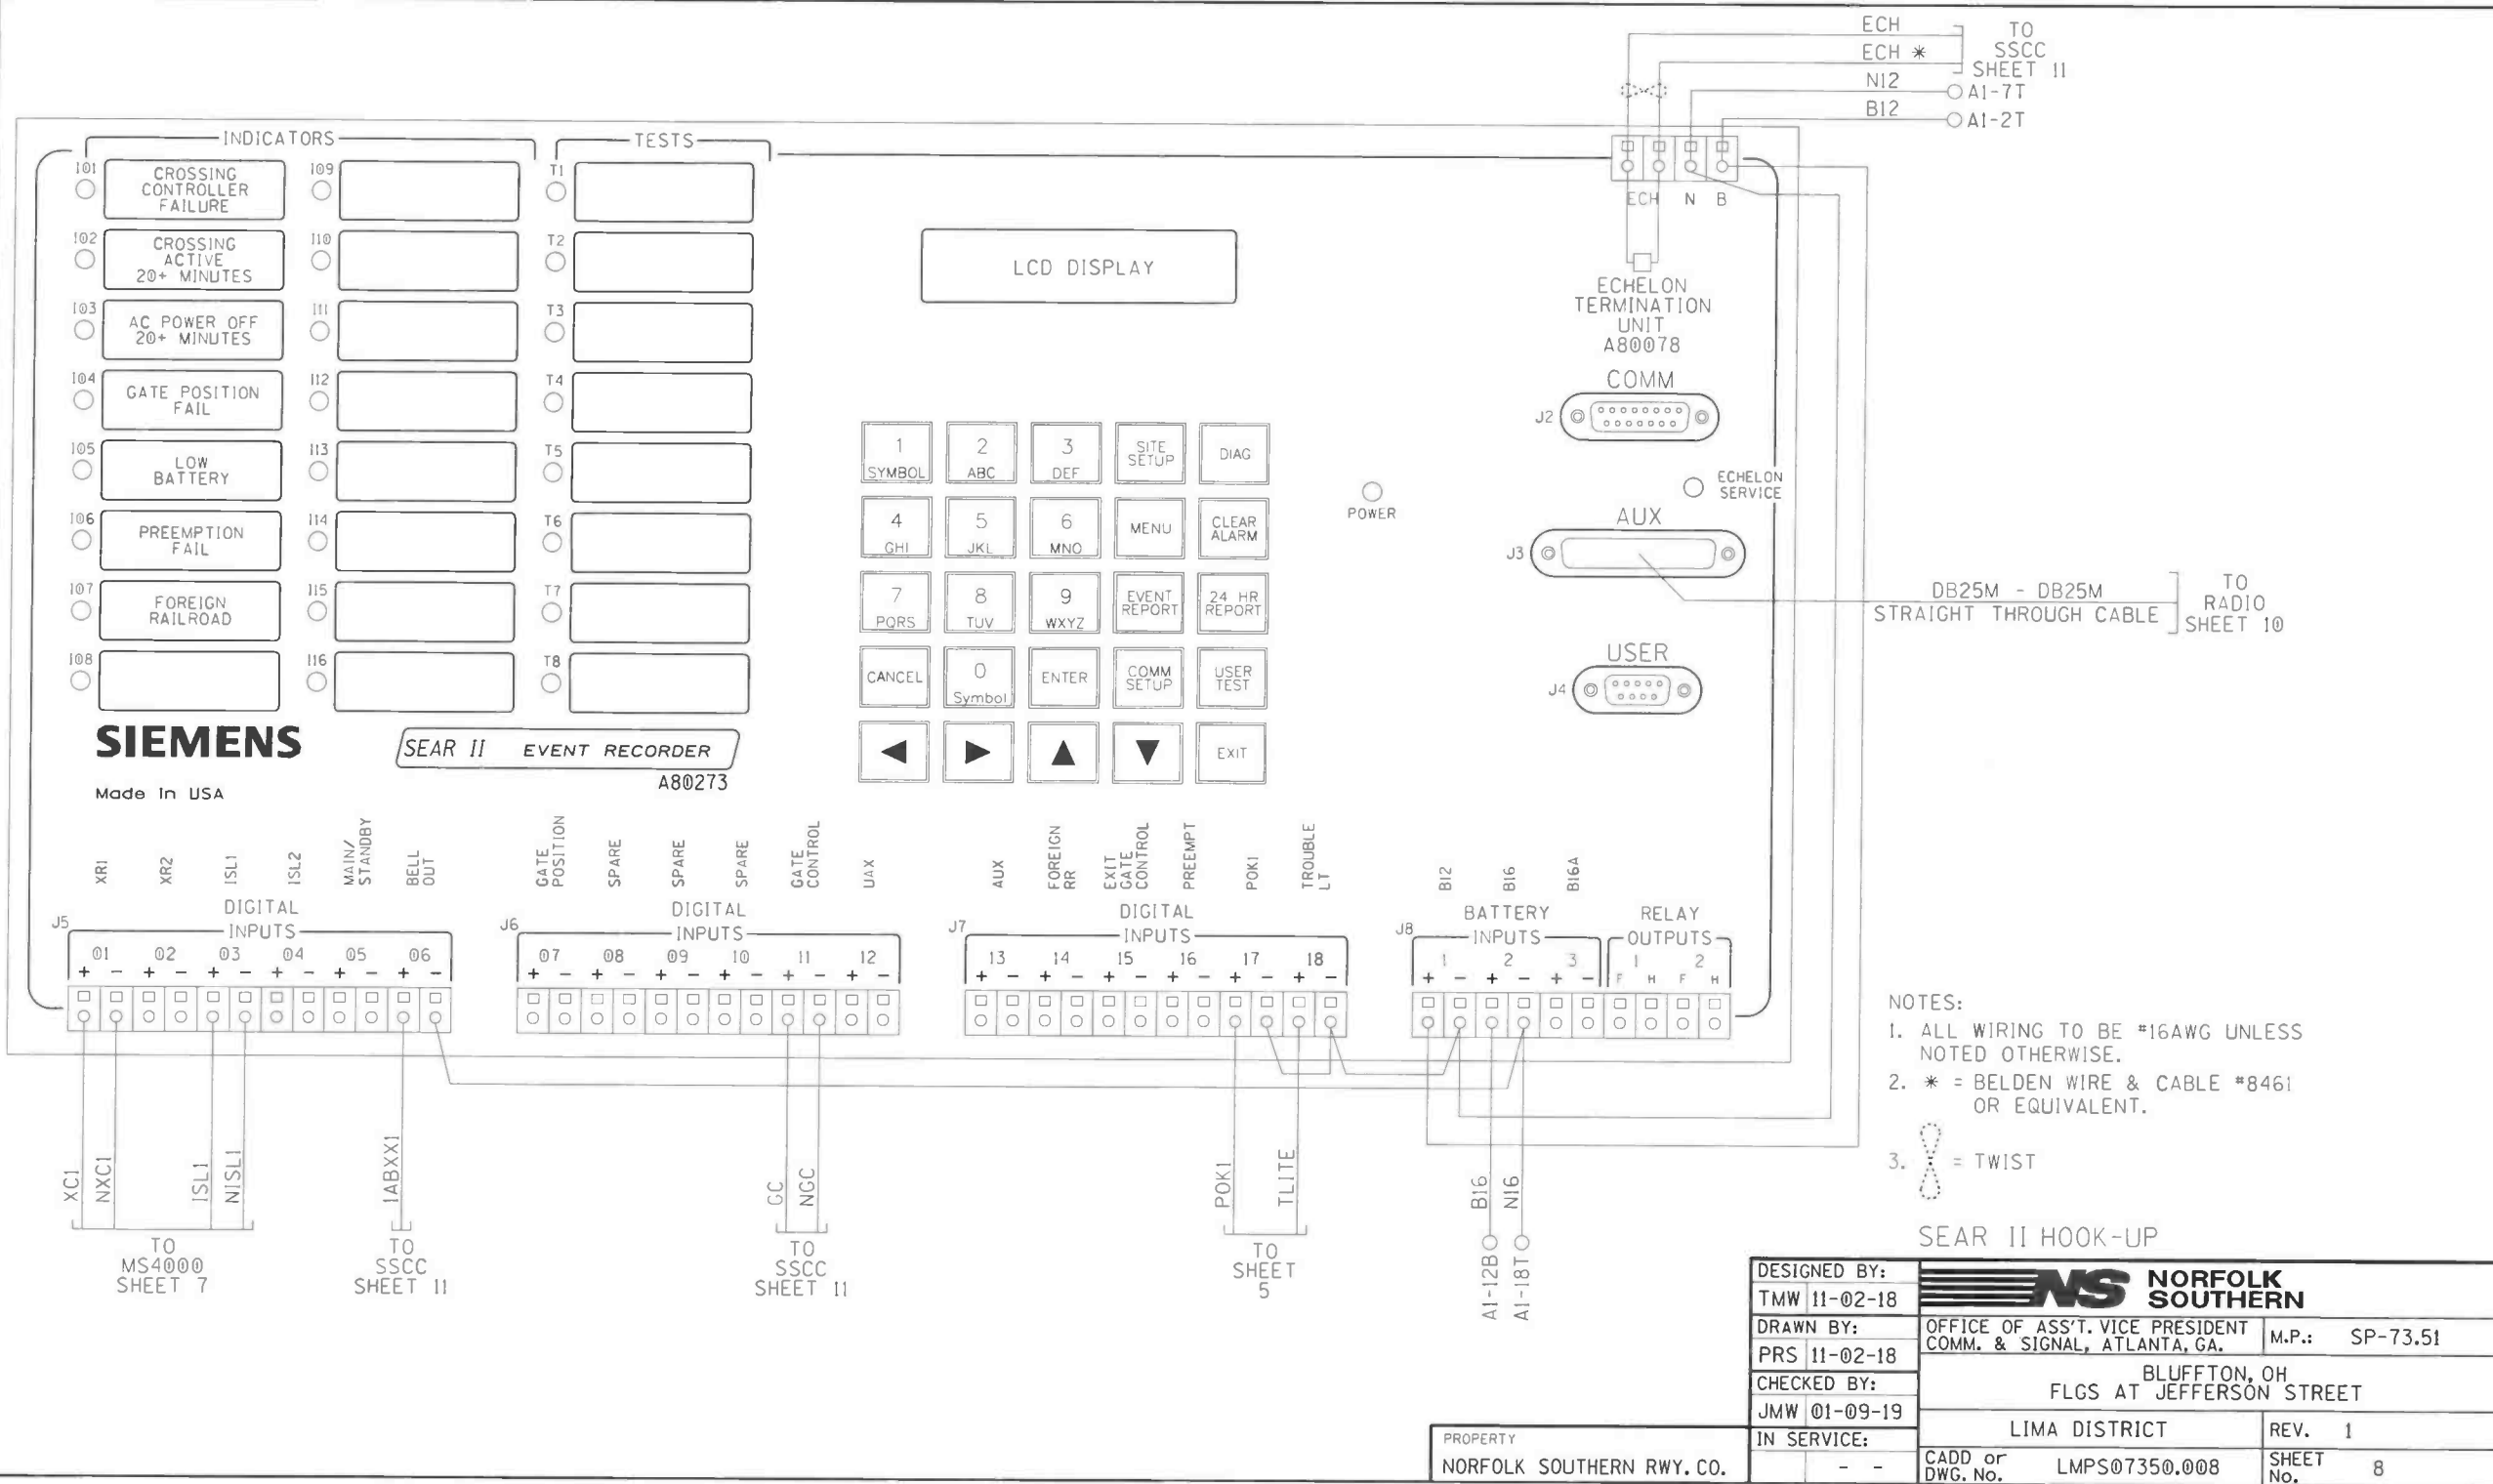 ECH
ECH *
TO
SSCC
SHEET 11
N12
A1-7T
B12
A1-2T
INDICATORS
TESTS
I01
CROSSING
CONTROLLER
FAILURE
I09
T1
I02
CROSSING
ACTIVE
20+ MINUTES
I10
T2
I03
AC POWER OFF
20+ MINUTES
I11
T3
I04
GATE POSITION
FAIL
I12
T4
I05
LOW
BATTERY
I13
T5
I06
PREEMPTION
FAIL
I14
T6
I07
FOREIGN
RAILROAD
I15
T7
I08
I16
T8
SIEMENS
SEAR II EVENT RECORDER
A80273
Made In USA
LCD DISPLAY
1
SYMBOL
2
ABC
3
DEF
SITE
SETUP
DIAG
4
GHI
5
JKL
6
MNO
MENU
CLEAR
ALARM
7
PQRS
8
TUV
9
WXYZ
EVENT
REPORT
24 HR
REPORT
CANCEL
0
Symbol
ENTER
COMM
SETUP
USER
TEST
EXIT
POWER
ECH N B
ECHELON
TERMINATION
UNIT
A80078
COMM
J2
ECHELON
SERVICE
AUX
J3
DB25M - DB25M
STRAIGHT THROUGH CABLE
TO
RADIO
SHEET 10
USER
J4
XR1
XR2
ISL1
ISL2
MAIN/
STANDBY
BELL
OUT
GATE
POSITION
SPARE
SPARE
SPARE
GATE
CONTROL
UAX
AUX
FOREIGN
RR
EXIT
GATE
CONTROL
PREEMPT
POK1
TROUBLE
LT
B12
B16
B16A
J5
DIGITAL
INPUTS
01 02 03 04 05 06
+ - + - + - + - + - + -
J6
DIGITAL
INPUTS
07 08 09 10 11 12
+ - + - + - + - + - + -
J7
DIGITAL
INPUTS
13 14 15 16 17 18
+ - + - + - + - + - + -
J8
BATTERY
INPUTS
1 2 3
+ - + - + -
RELAY
OUTPUTS
1 2
F H F H
XC1
NXC1
ISL1
NISL1
TO
MS4000
SHEET 7
1ABXX1
TO
SSCC
SHEET 11
GC
NGC
TO
SSCC
SHEET 11
POK1
TLITE
TO
SHEET
5
B16
N16
A1-12B
A1-18T
NOTES:
1. ALL WIRING TO BE #16AWG UNLESS
NOTED OTHERWISE.
2. * = BELDEN WIRE & CABLE #8461
OR EQUIVALENT.
3. = TWIST
SEAR II HOOK-UP
DESIGNED BY:
TMW 11-02-18
DRAWN BY:
PRS 11-02-18
CHECKED BY:
JMW 01-09-19
IN SERVICE:
- -
NS NORFOLK
SOUTHERN
OFFICE OF ASS'T. VICE PRESIDENT
COMM. & SIGNAL, ATLANTA, GA.
M.P.: SP-73.51
BLUFFTON, OH
FLGS AT JEFFERSON STREET
LIMA DISTRICT
REV. 1
CADD or
DWG. No.
LMPS07350.008
SHEET
No.
8
PROPERTY
NORFOLK SOUTHERN RWY. CO.